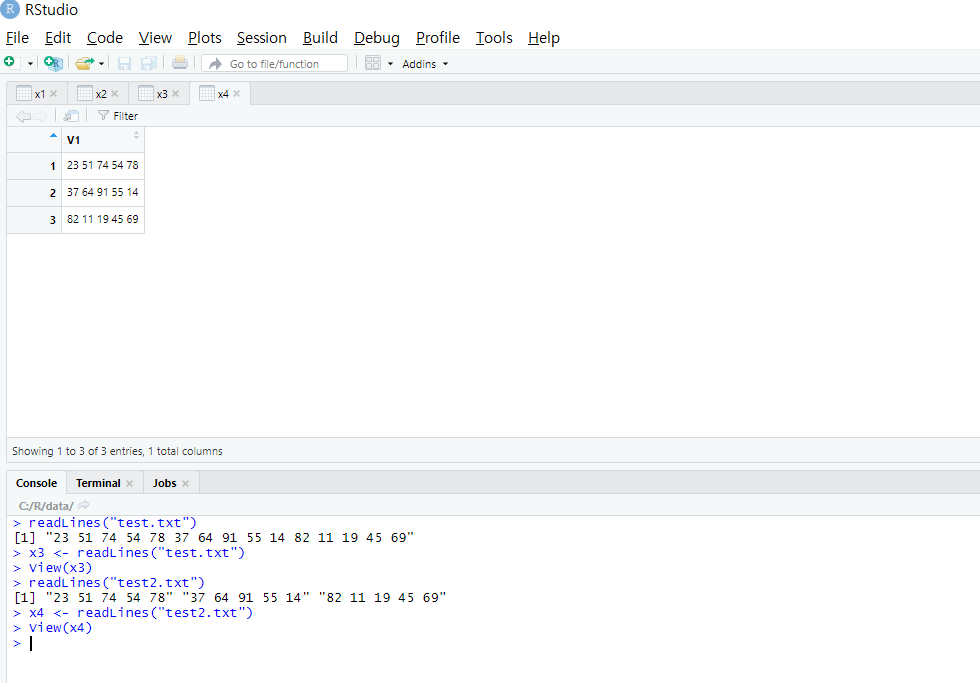 RStudio
File Edit Code View Plots Session Build Debug Profile Tools Help
Go to file/function Addins
x1 x2 x3 x4
Filter
V1
1 23 51 74 54 78
2 37 64 91 55 14
3 82 11 19 45 69
Showing 1 to 3 of 3 entries, 1 total columns
Console Terminal Jobs
C:/R/data/
> readLines("test.txt")
[1] "23 51 74 54 78 37 64 91 55 14 82 11 19 45 69"
> x3 <- readLines("test.txt")
> View(x3)
> readLines("test2.txt")
[1] "23 51 74 54 78" "37 64 91 55 14" "82 11 19 45 69"
> x4 <- readLines("test2.txt")
> View(x4)
>